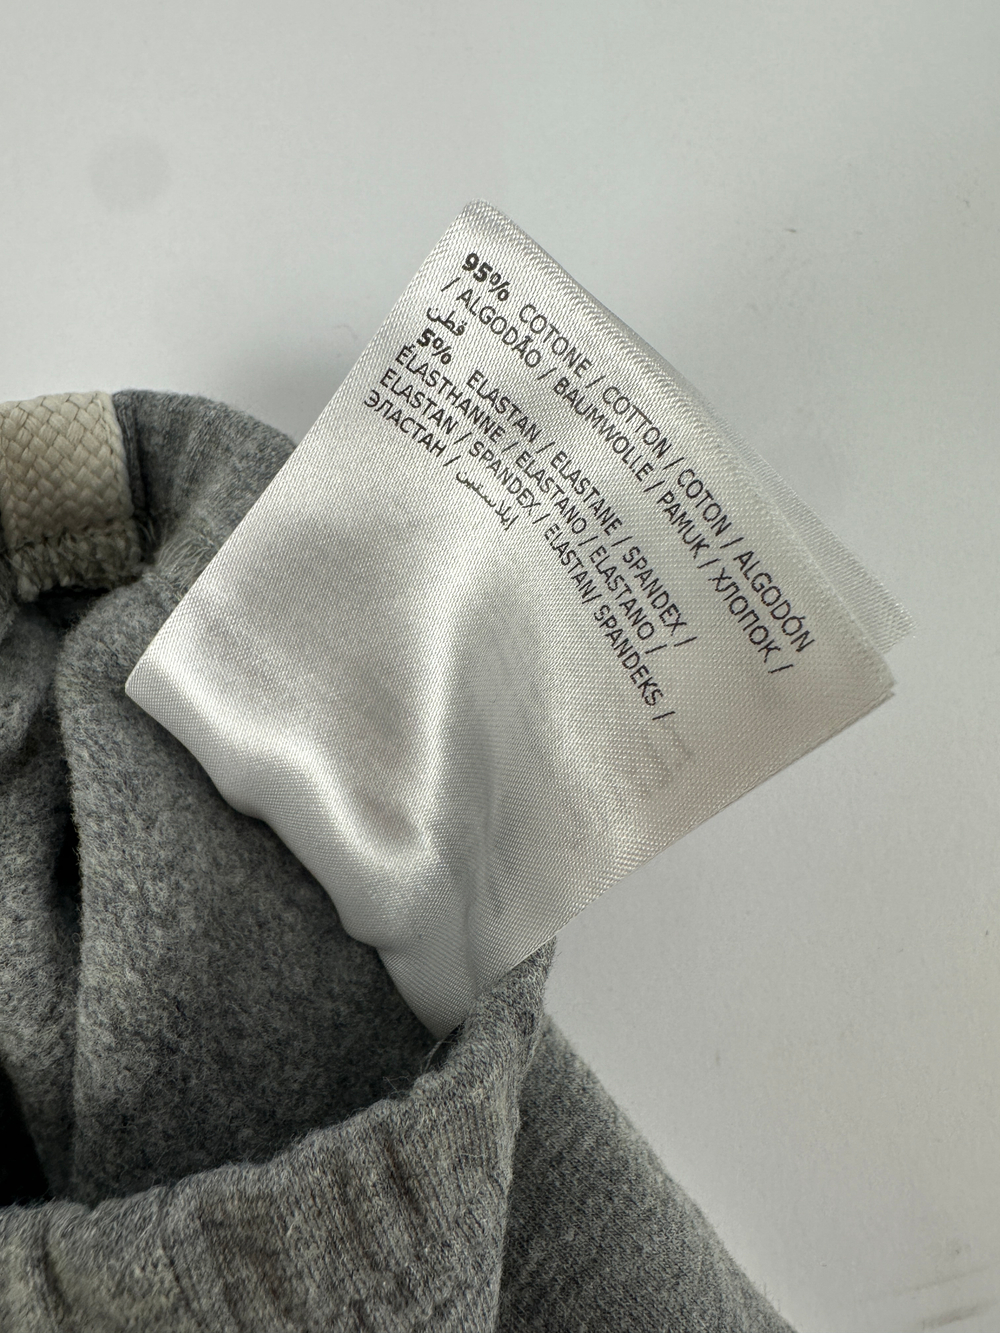 95% COTONE / COTTON / COTON / ALGODÓN
/ ALGODÃO / BAUMWOLLE / PAMUK / ХЛОПОК /
قطن
5% ELASTAN / ELASTANE / SPANDEX /
ÉLASTHANNE / ELASTANO / ELASTANO /
ELASTAN / SPANDEX / ELASTAN/ SPANDEKS /
ЭЛАСТАН / إيلاستين